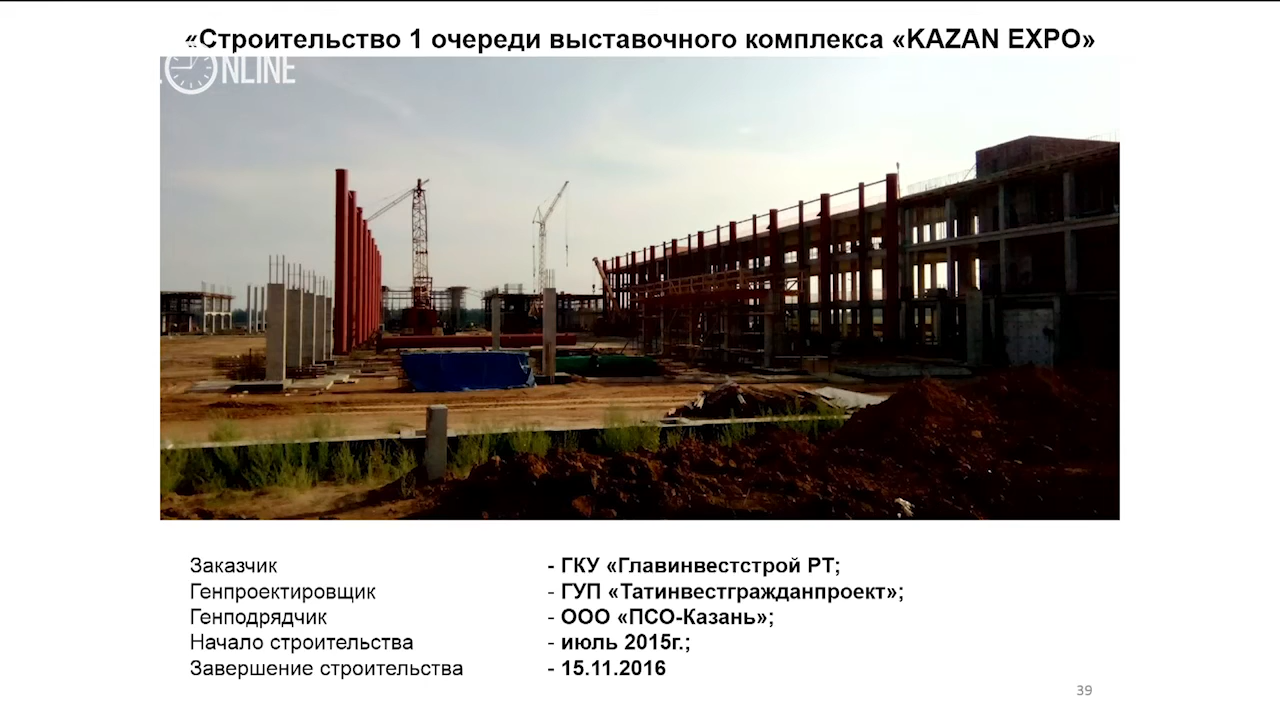 «Строительство 1 очереди выставочного комплекса «KAZAN EXPO»
NLINE
Заказчик - ГКУ «Главинвестстрой РТ;
Генпроектировщик - ГУП «Татинвестгражданпроект»;
Генподрядчик - ООО «ПСО-Казань»;
Начало строительства - июль 2015г.;
Завершение строительства - 15.11.2016
39